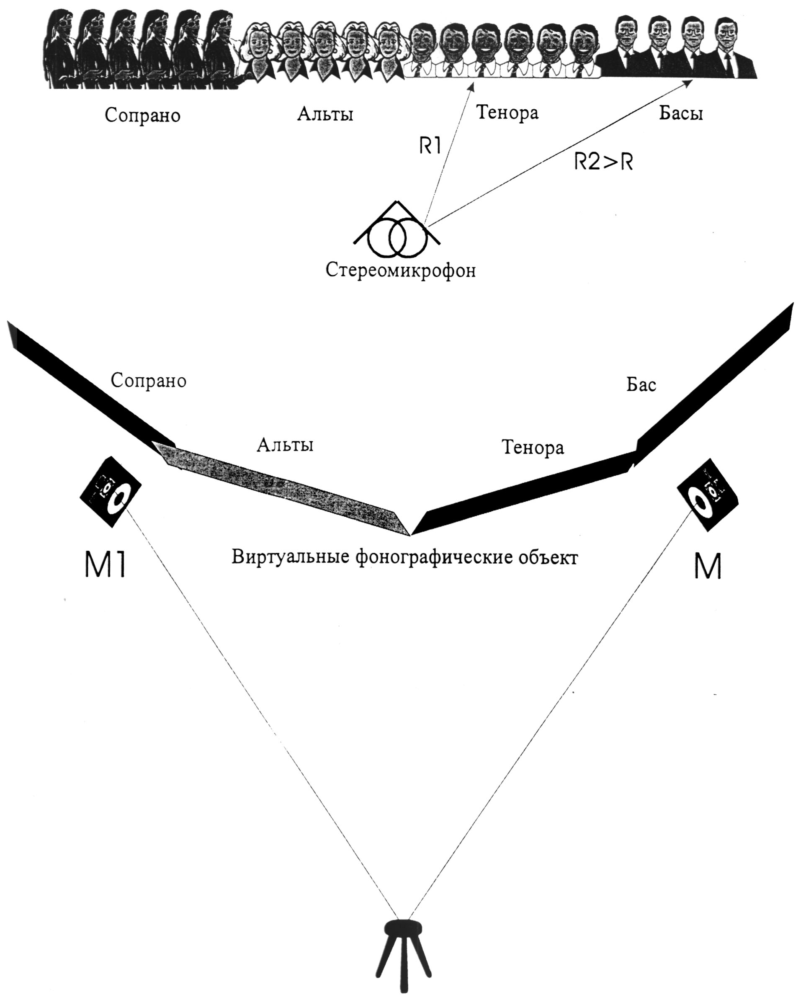 Сопрано
Альты
Тенора
Басы
R1
R2>R
Стереомикрофон
Сопрано
Бас
Альты
Тенора
M1
Виртуальные фонографические объект
M